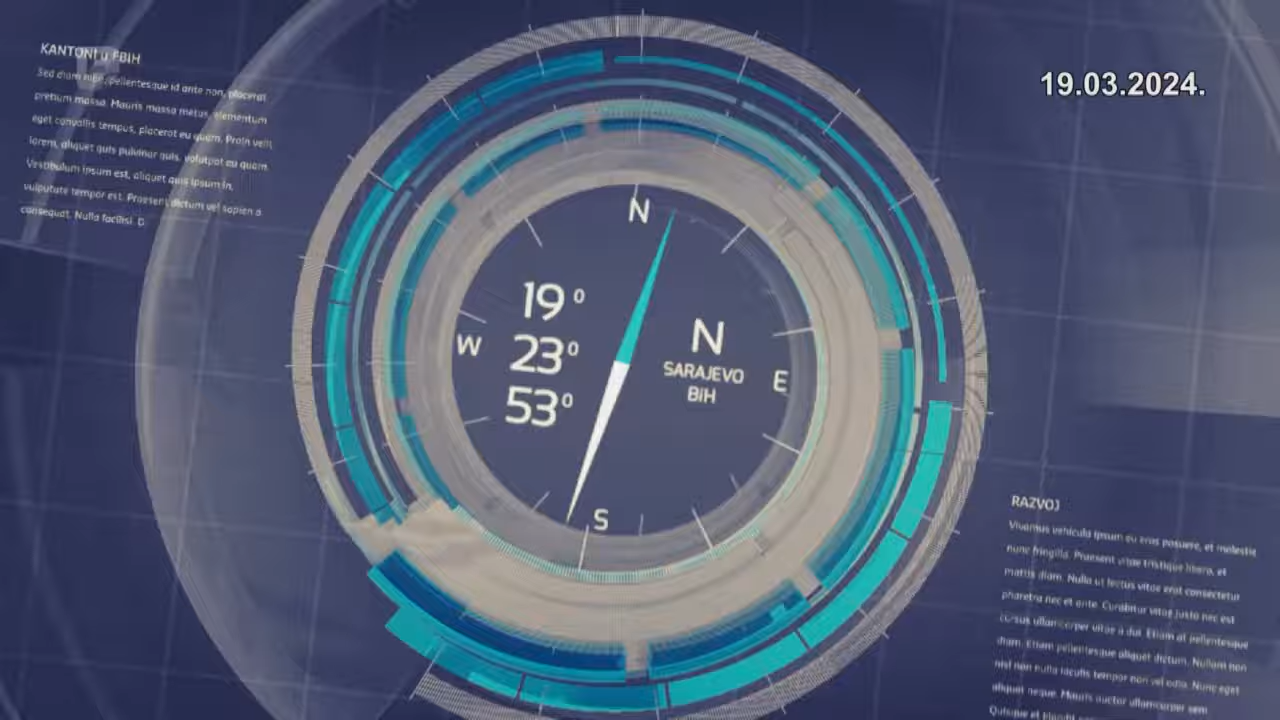 KANTONI u FBIH
Sed diam nibh, pellentesque id ante non, placerat
pretium massa. Mauris massa metus, elementum
eget convallis tempus, placerat eu quam. Proin velit
lorem, aliquet quis pulvinar quis, volutpat eu quam.
Vestibulum ipsum est, aliquet quis ipsum in,
vulputate tempor est. Praesent dictum vel sapien a
consequat. Nulla facilisi. D
19.03.2024.
N
19°
23°
53°
W
N
SARAJEVO
BIH
E
S
RAZVOJ
Vivamus vehicula ipsum eu eros posuere, et molestie
nunc fringilla. Praesent vitae tristique libero, et
mattis diam. Nulla ut lectus vitae erat consectetur
pharetra nec et ante. Curabitur vitae justo nec est
cursus ullamcorper vitae a dui. Etiam at pellentesque
diam. Etiam pellentesque aliquet dictum. Nullam non
nisl non nulla iaculis tempor non vel odio. Nunc eget
aliquet neque. Mauris auctor ullamcorper sem
Quisque et